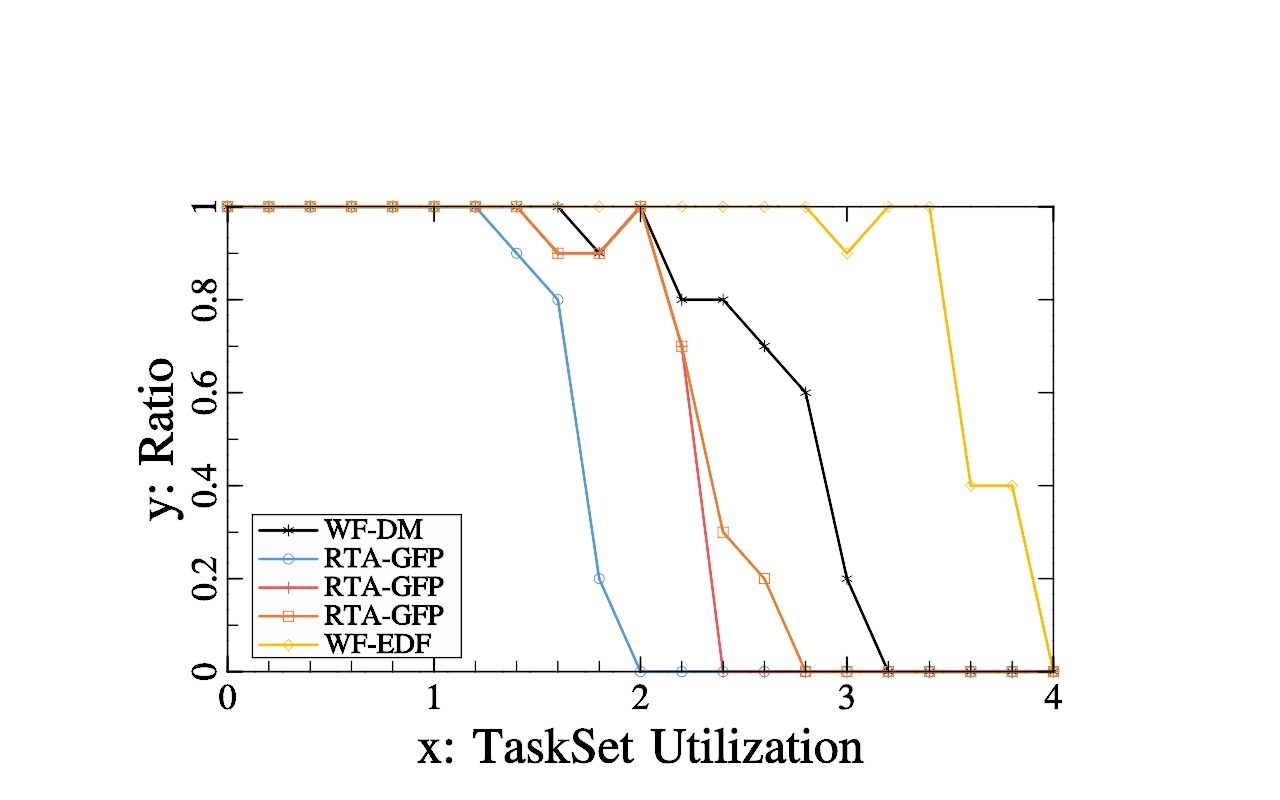 1
0.8
0.6
0.4
0.2
0
y: Ratio
WF-DM
RTA-GFP
RTA-GFP
RTA-GFP
WF-EDF
0 1 2 3 4
x: TaskSet Utilization